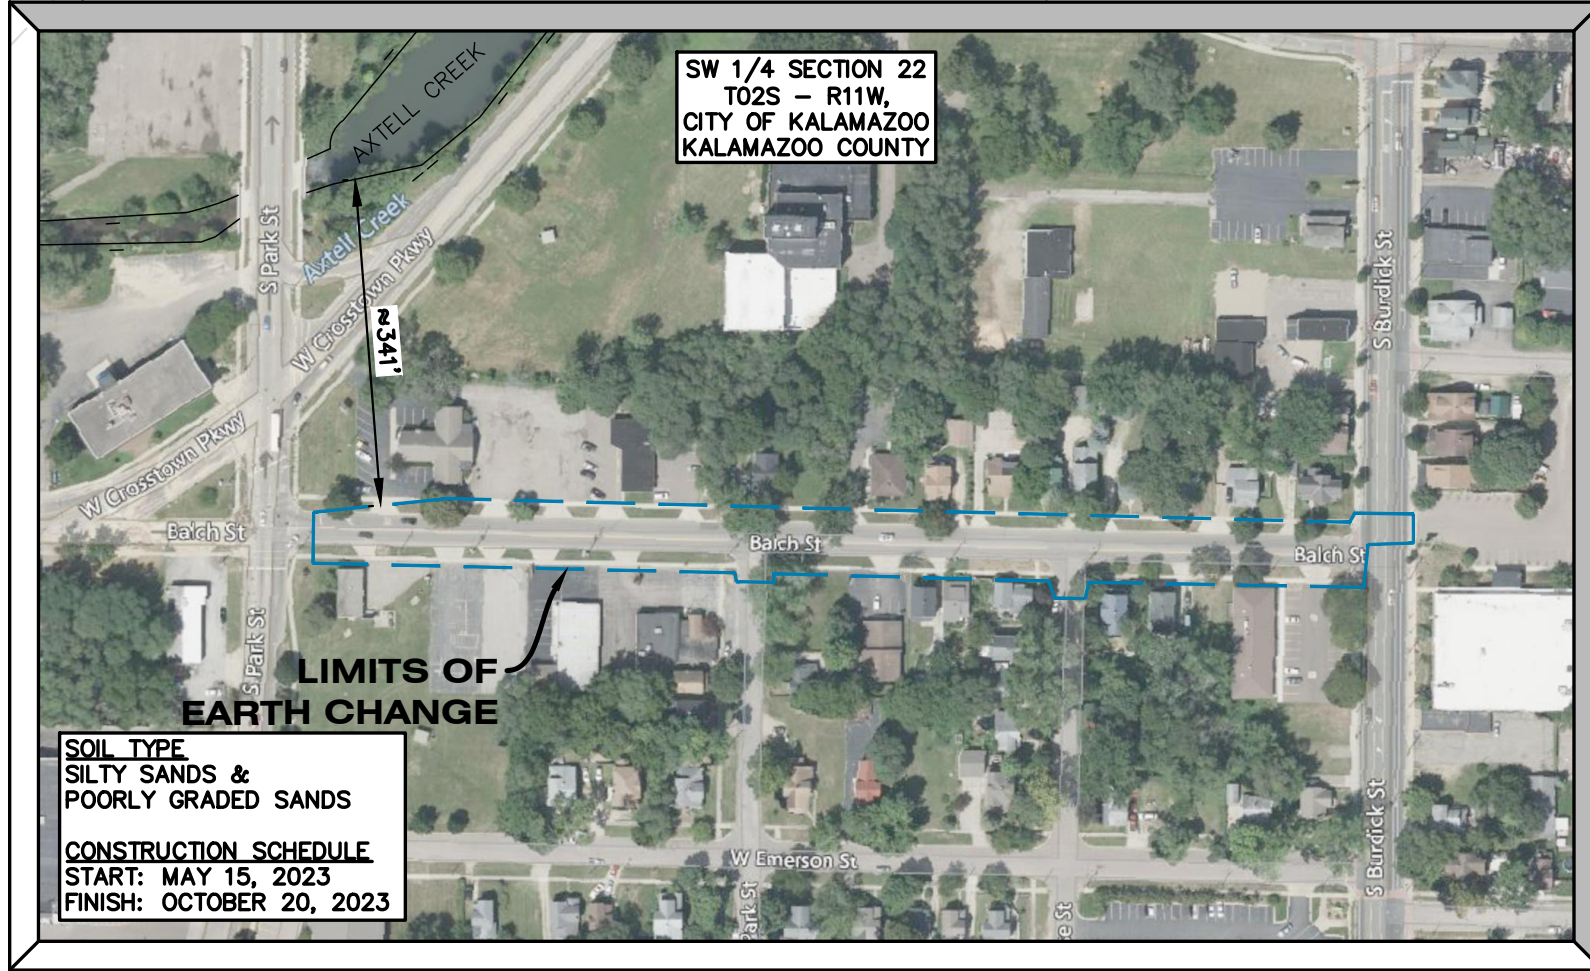 SW 1/4 SECTION 22
T02S - R11W,
CITY OF KALAMAZOO
KALAMAZOO COUNTY
AXTELL CREEK
Axtell Creek
S Park St
W Crosstown Pkwy
≈341'
S Burdick St
W Crosstown Pkwy
Balch St
Balch St
Balch St
S Park St
LIMITS OF
EARTH CHANGE
SOIL TYPE
SILTY SANDS &
POORLY GRADED SANDS
CONSTRUCTION SCHEDULE
START: MAY 15, 2023
FINISH: OCTOBER 20, 2023
W Emerson St
Park St
S Burdick St